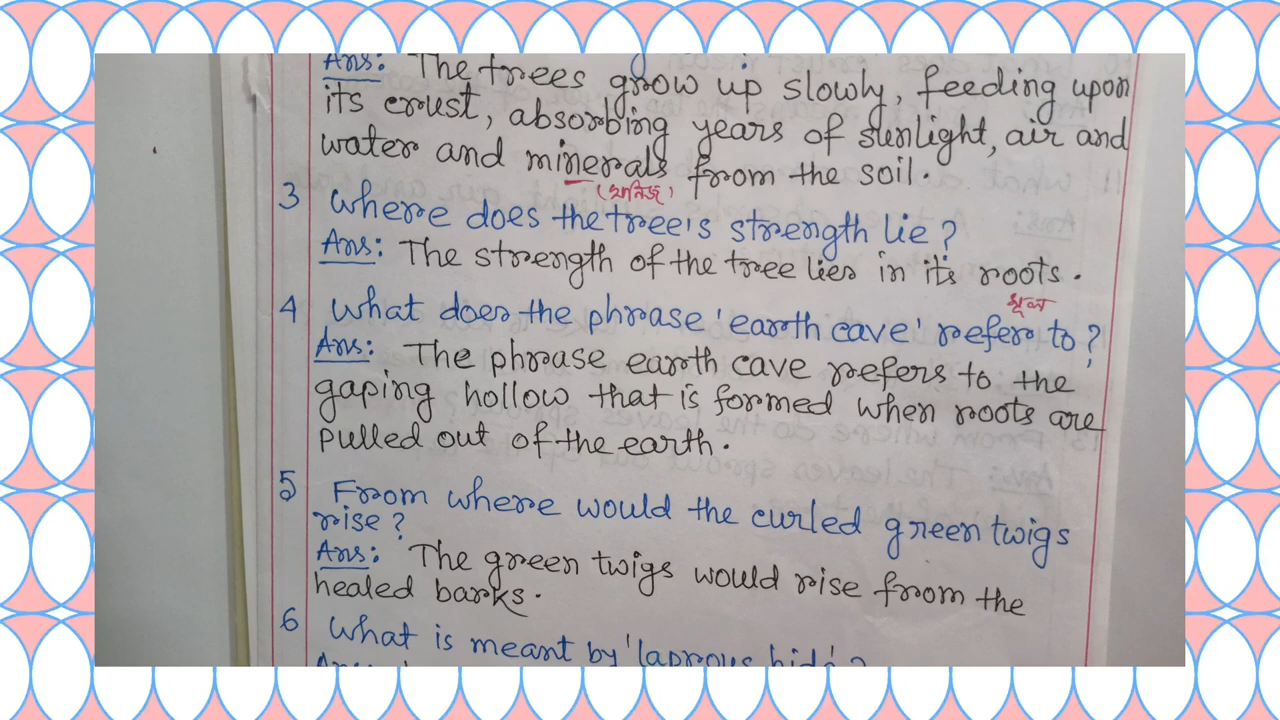 Ans: The trees grow up slowly, feeding upon
its crust, absorbing years of sunlight, air and
water and minerals from the soil.
(খনিজ)
3 Where does the tree's strength lie?
Ans: The strength of the tree lies in its roots.
4 What does the phrase 'earth cave' refer to?
Ans: The phrase earth cave refers to the
gaping hollow that is formed when roots are
pulled out of the earth.
5 From where would the curled green twigs
rise?
Ans: The green twigs would rise from the
healed barks.
6 What is meant by 'laprous hide'?